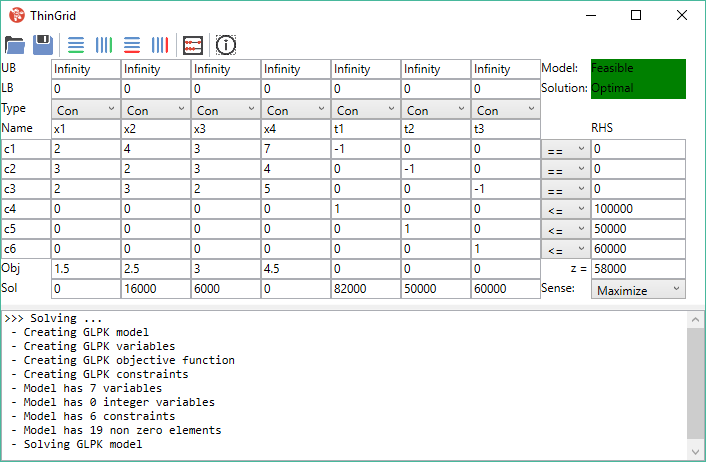 ThinGrid
UB Infinity Infinity Infinity Infinity Infinity Infinity Infinity Model: Feasible
LB 0 0 0 0 0 0 0 Solution: Optimal
Type Con Con Con Con Con Con Con
Name x1 x2 x3 x4 t1 t2 t3 RHS
c1 2 4 3 7 -1 0 0 == 0
c2 3 2 3 4 0 -1 0 == 0
c3 2 3 2 5 0 0 -1 == 0
c4 0 0 0 0 1 0 0 <= 100000
c5 0 0 0 0 0 1 0 <= 50000
c6 0 0 0 0 0 0 1 <= 60000
Obj 1.5 2.5 3 4.5 0 0 0 z = 58000
Sol 0 16000 6000 0 82000 50000 60000 Sense: Maximize
>>> Solving ...
- Creating GLPK model
- Creating GLPK variables
- Creating GLPK objective function
- Creating GLPK constraints
- Model has 7 variables
- Model has 0 integer variables
- Model has 6 constraints
- Model has 19 non zero elements
- Solving GLPK model